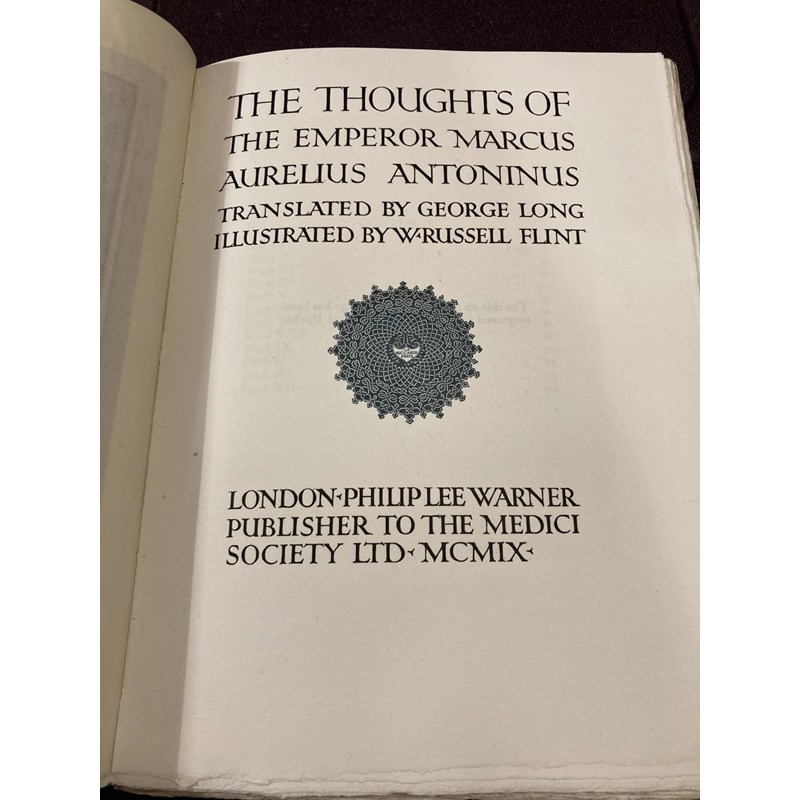 THE THOUGHTS OF
THE EMPEROR MARCUS
AURELIUS ANTONINUS
TRANSLATED BY GEORGE LONG
ILLUSTRATED BY W·RUSSELL FLINT
LONDON·PHILIP LEE WARNER
PUBLISHER TO THE MEDICI
SOCIETY LTD·MCMIX·